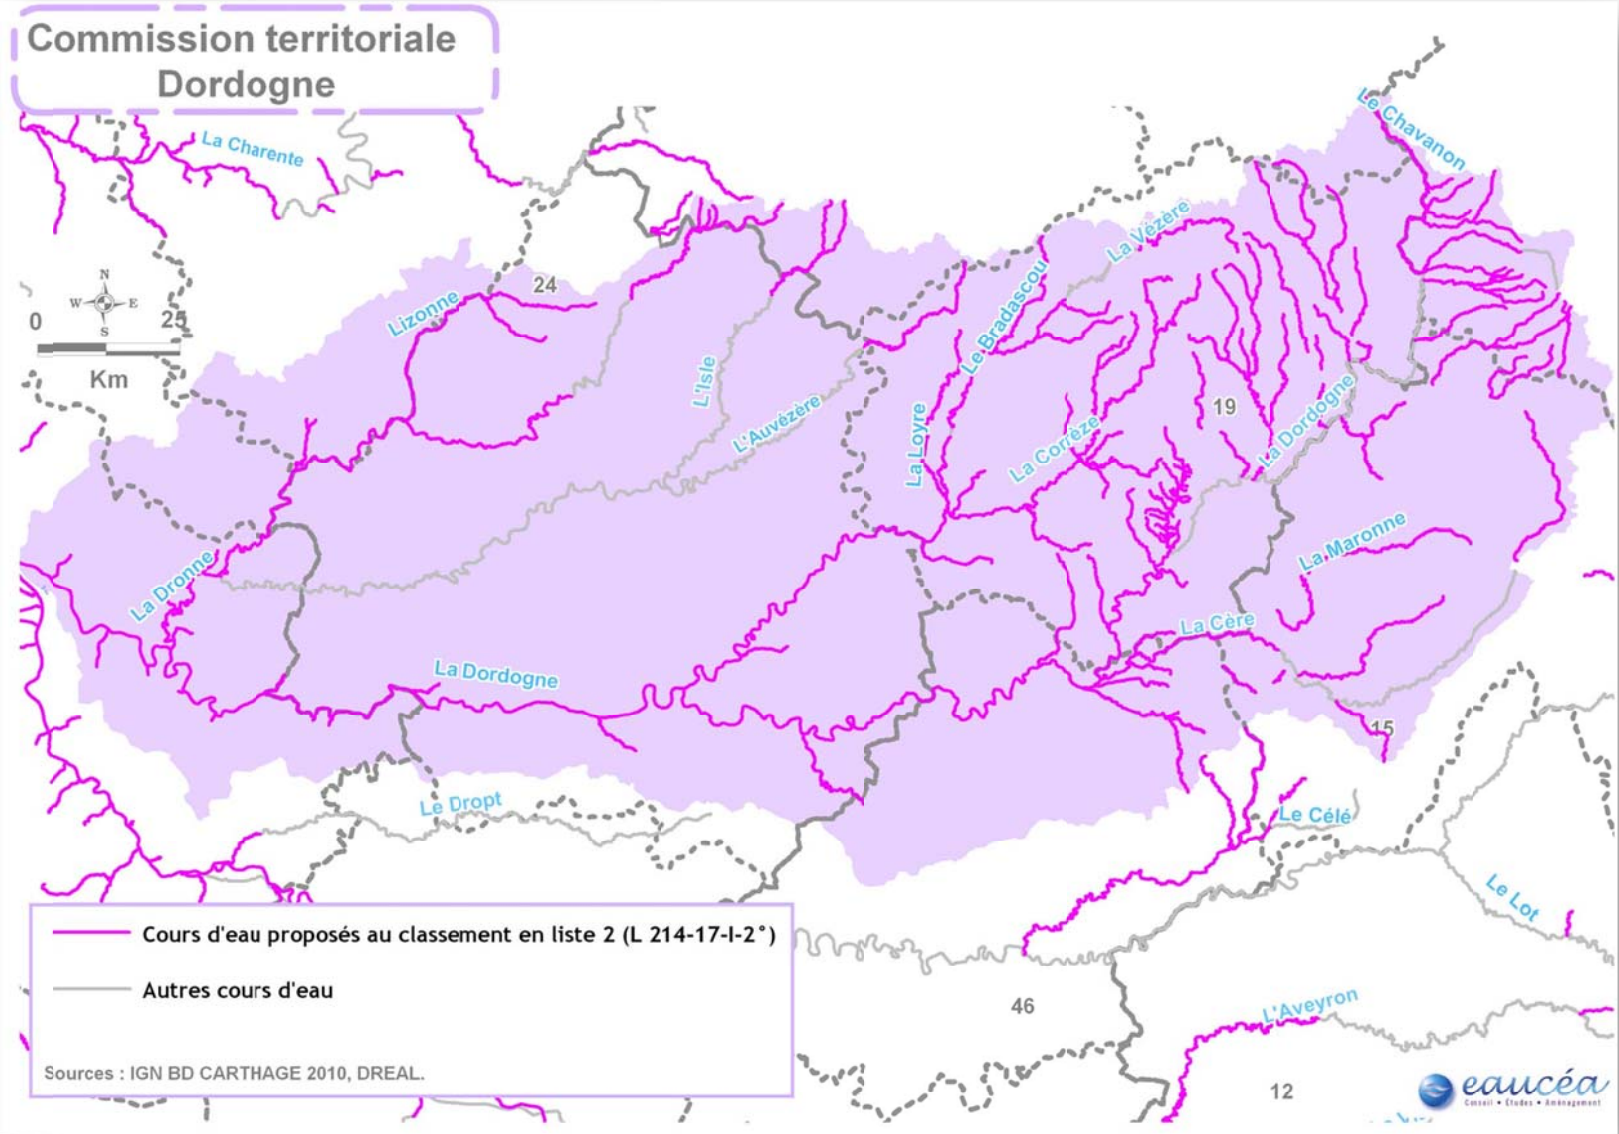 Commission territoriale
Dordogne
Le Chavanon
La Charente
La Vézère
24
Lizonne
Le Bradascou
N
W E
S
0 25
Km
L'Isle
L'Auvézère
La Loyre
La Corrèze
19
La Dordogne
La Maronne
La Dronne
La Cère
La Dordogne
15
Le Dropt
Le Célé
Le Lot
Cours d'eau proposés au classement en liste 2 (L 214-17-I-2°)
Autres cours d'eau
46
L'Aveyron
Sources : IGN BD CARTHAGE 2010, DREAL.
12
eaucéa
Conseil • Études • Aménagement